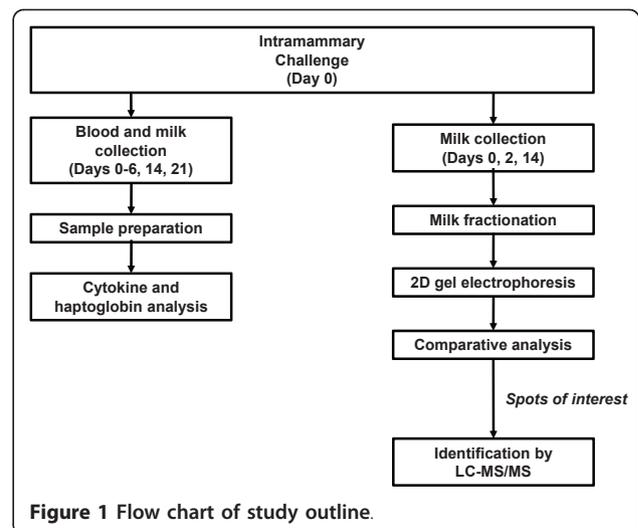 Intramammary
Challenge
(Day 0)
Blood and milk
collection
(Days 0-6, 14, 21)
Sample preparation
Cytokine and
haptoglobin analysis
Milk collection
(Days 0, 2, 14)
Milk fractionation
2D gel electrophoresis
Comparative analysis
Spots of interest
Identification by
LC-MS/MS
Figure 1 Flow chart of study outline.